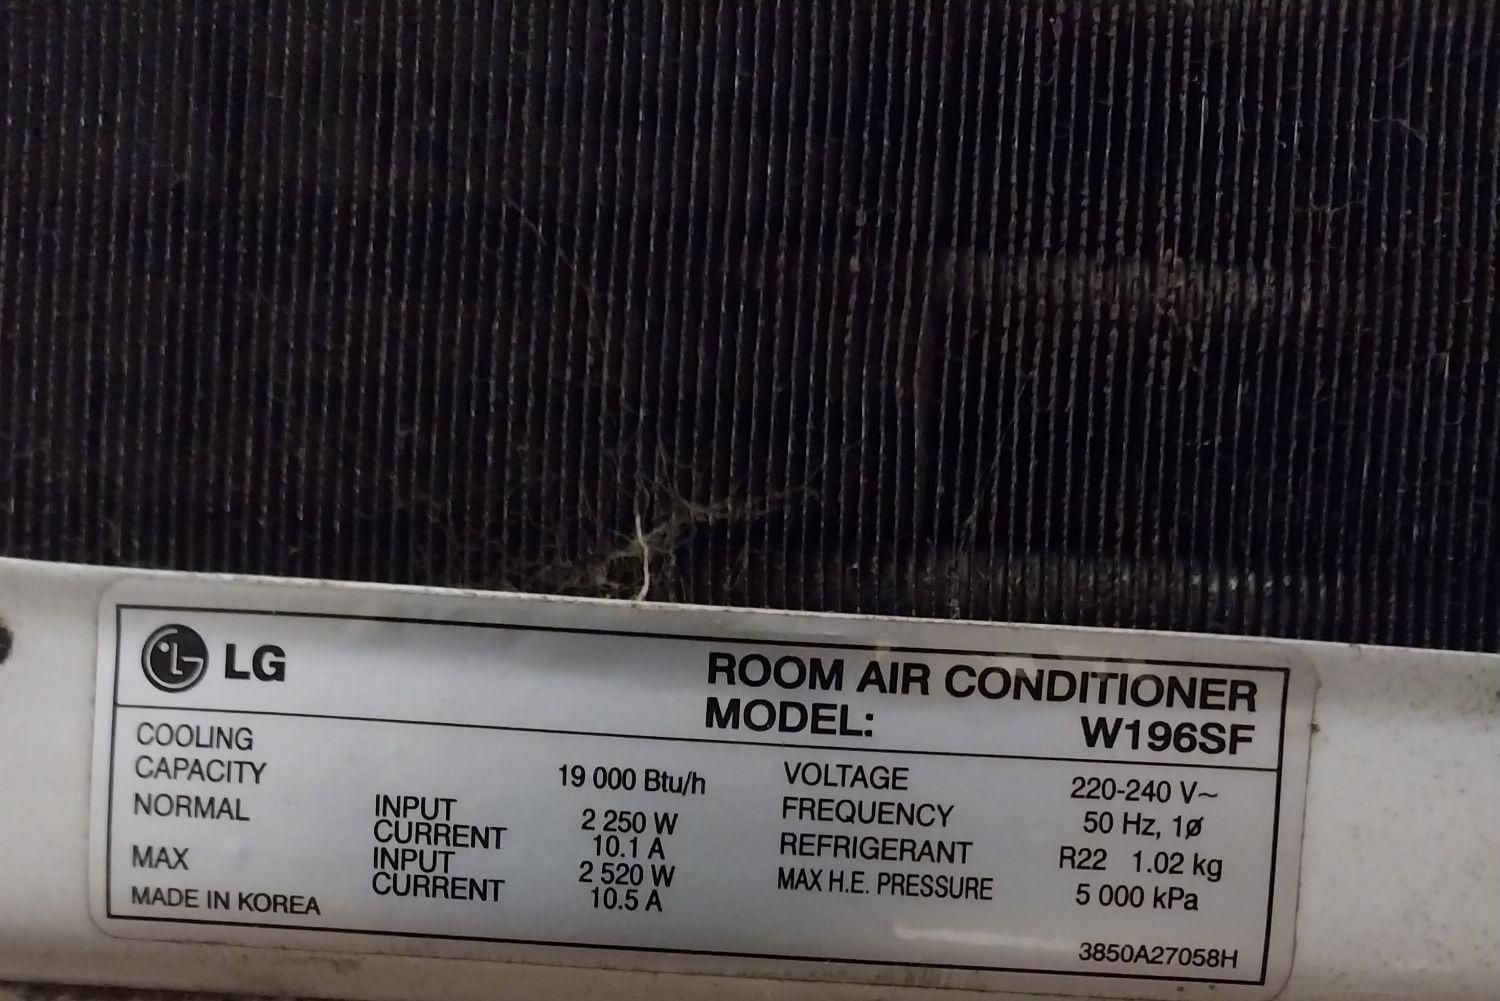 LG
ROOM AIR CONDITIONER
MODEL: W196SF
COOLING
CAPACITY 19 000 Btu/h
NORMAL INPUT 2 250 W
CURRENT 10.1 A
MAX INPUT 2 520 W
CURRENT 10.5 A
MADE IN KOREA
VOLTAGE 220-240 V~
FREQUENCY 50 Hz, 1ø
REFRIGERANT R22 1.02 kg
MAX H.E. PRESSURE 5 000 kPa
3850A27058H